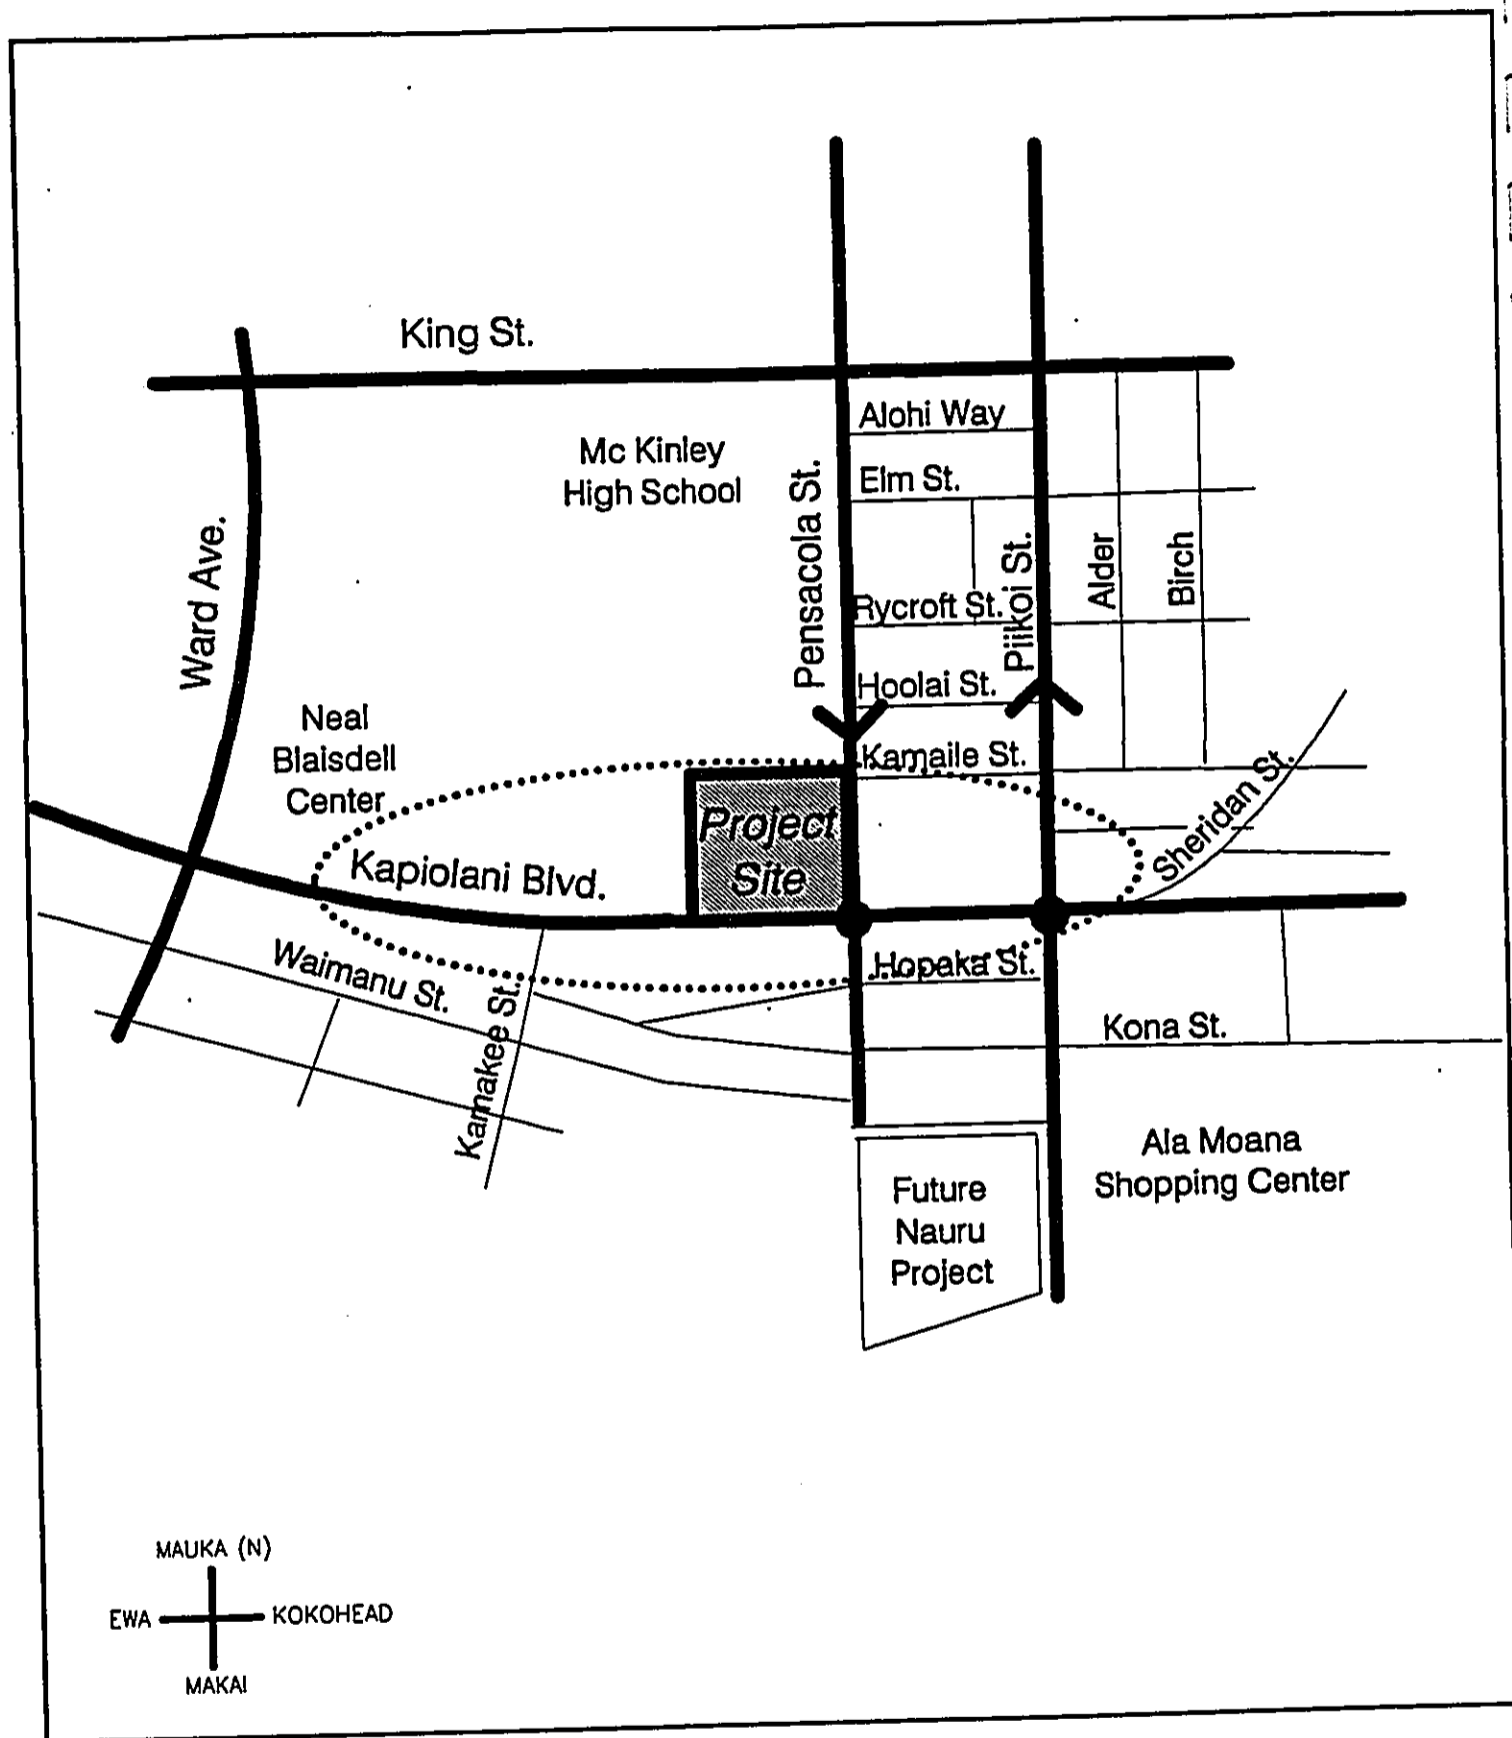 King St.
Alohi Way
Mc Kinley
High School
Elm St.
Pensacola St.
Piikoi St.
Alder
Birch
Ward Ave.
Rycroft St.
Hoolai St.
Neal
Blaisdell
Center
Kamaile St.
Sheridan St.
Project
Site
Kapiolani Blvd.
Waimanu St.
Hopaka St.
Kamakee St.
Kona St.
Ala Moana
Shopping Center
Future
Nauru
Project
MAUKA (N)
EWA
KOKOHEAD
MAKAI